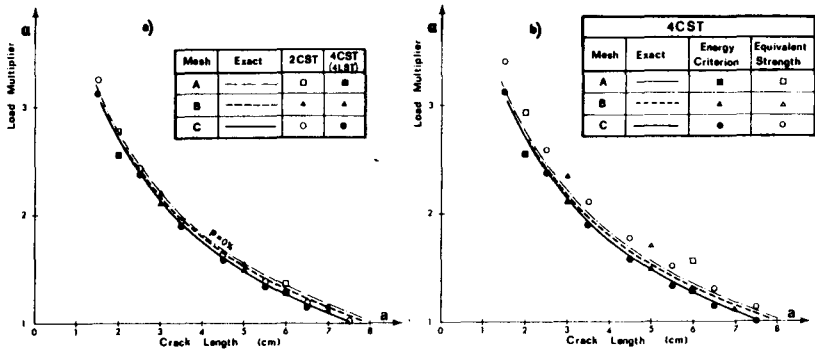 α
a)
Load Multiplier
Mesh Exact 2CST 4CST (4LST)
A
B
C
3
2
1
P=0%
0 1 2 3 4 5 6 7 8
a
Crack Length (cm)
α
b)
Load Multiplier
4CST
Mesh Exact Energy Criterion Equivalent Strength
A
B
C
3
2
1
0 1 2 3 4 5 6 7 8
a
Crack Length (cm)